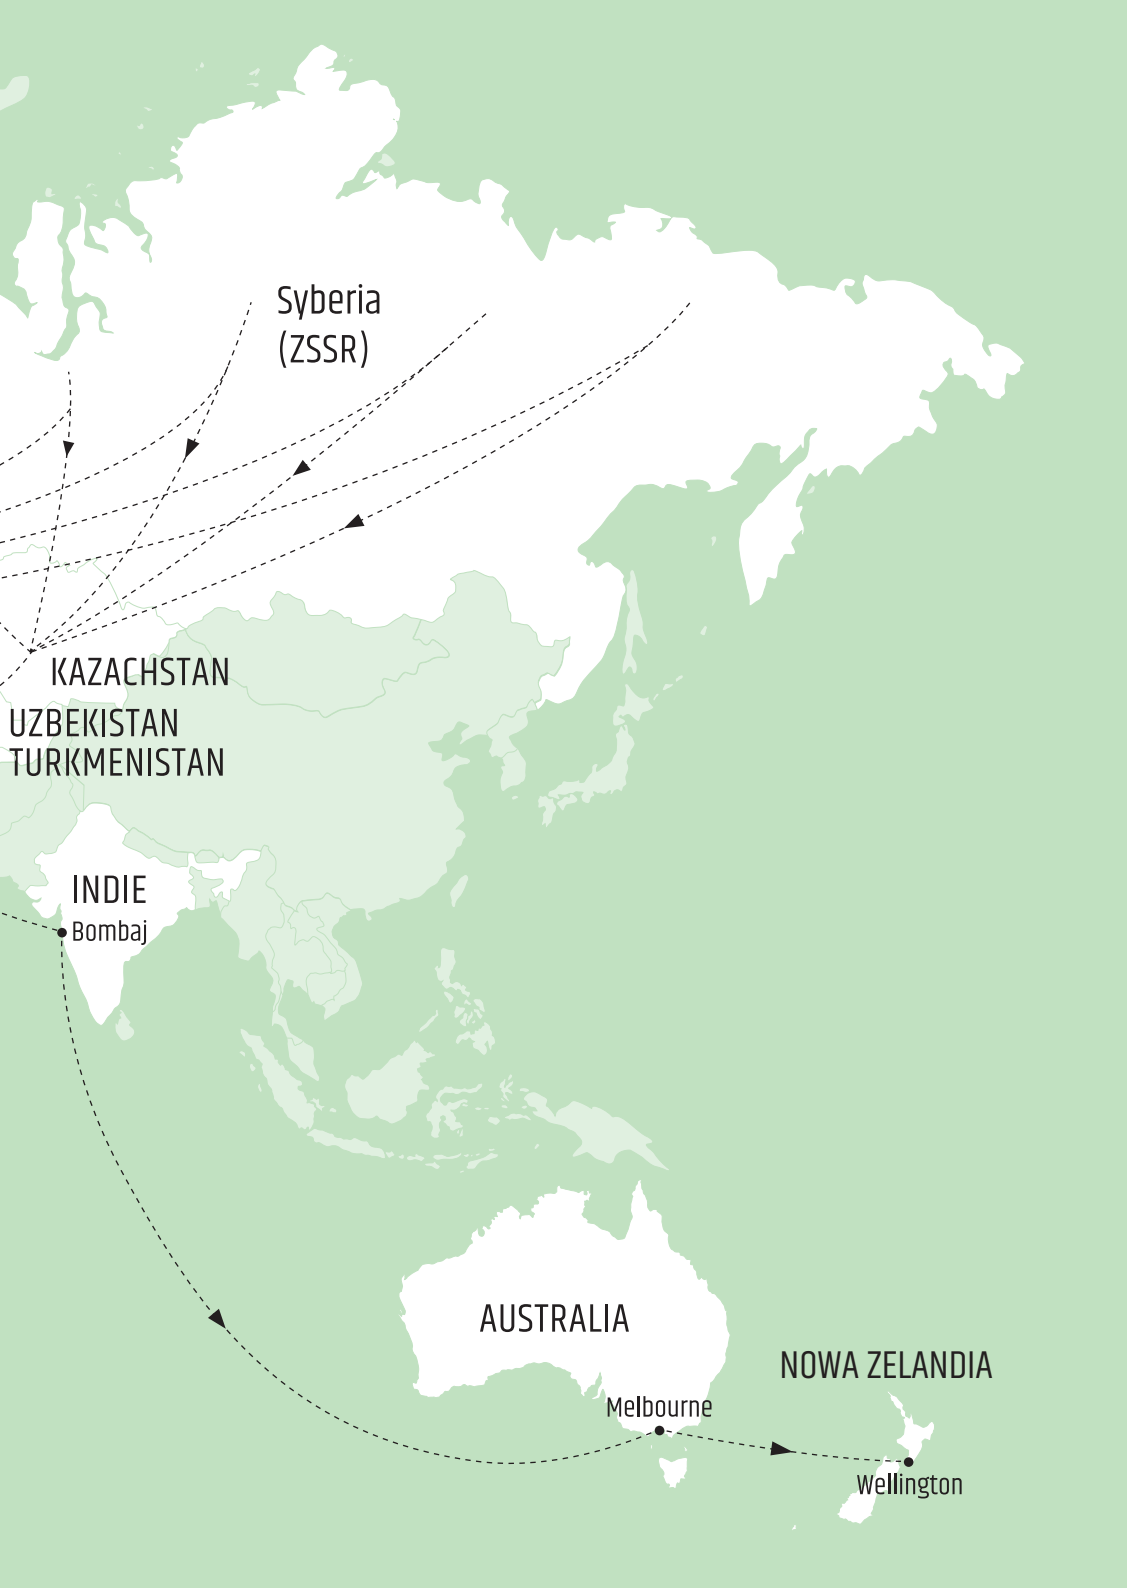 Syberia
(ZSSR)
KAZACHSTAN
UZBEKISTAN
TURKMENISTAN
INDIE
Bombaj
AUSTRALIA
NOWA ZELANDIA
Melbourne
Wellington